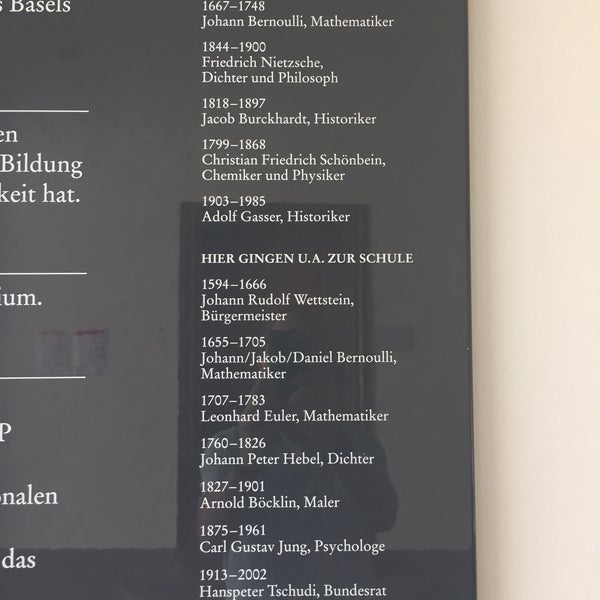 s Basels
en
Bildung
keit hat.
ium.
P
onalen
das
1667–1748
Johann Bernoulli, Mathematiker
1844–1900
Friedrich Nietzsche,
Dichter und Philosoph
1818–1897
Jacob Burckhardt, Historiker
1799–1868
Christian Friedrich Schönbein,
Chemiker und Physiker
1903–1985
Adolf Gasser, Historiker
HIER GINGEN U.A. ZUR SCHULE
1594–1666
Johann Rudolf Wettstein,
Bürgermeister
1655–1705
Johann/Jakob/Daniel Bernoulli,
Mathematiker
1707–1783
Leonhard Euler, Mathematiker
1760–1826
Johann Peter Hebel, Dichter
1827–1901
Arnold Böcklin, Maler
1875–1961
Carl Gustav Jung, Psychologe
1913–2002
Hanspeter Tschudi, Bundesrat